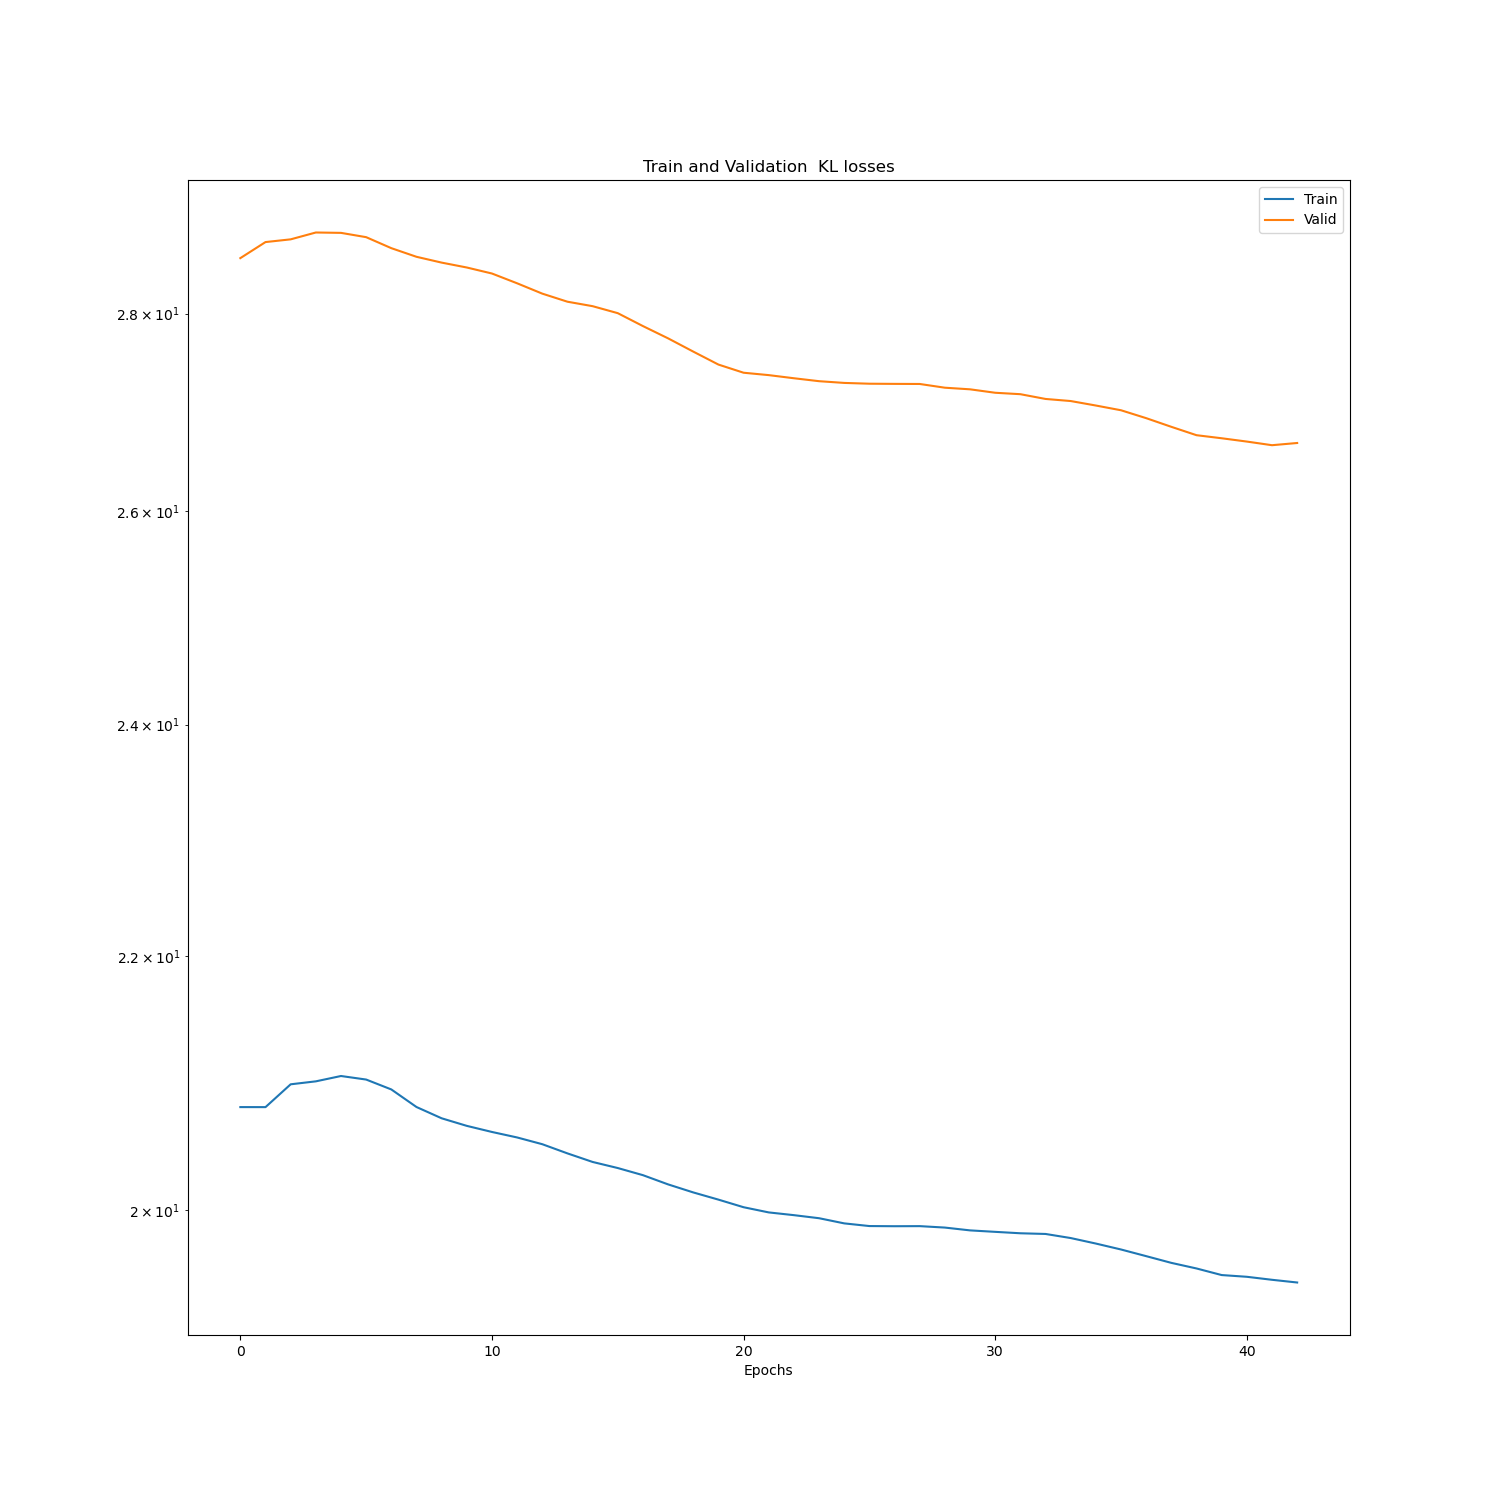 Train and Validation  KL losses
Train
Valid
2.8 × 10¹
2.6 × 10¹
2.4 × 10¹
2.2 × 10¹
2 × 10¹
0 10 20 30 40
Epochs